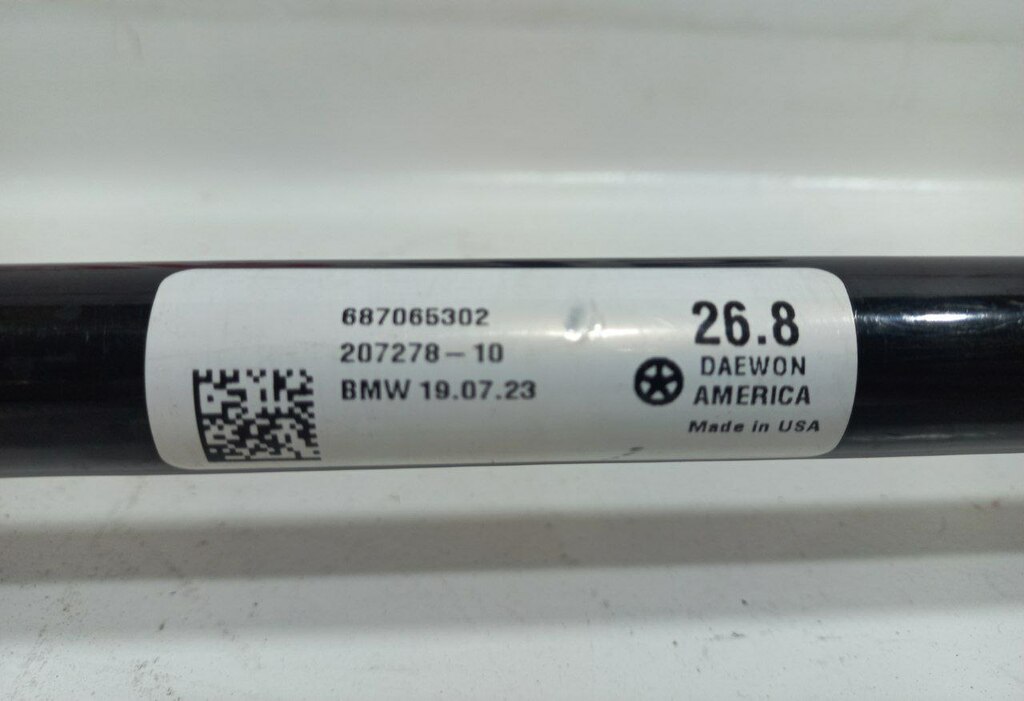 687065302
207278-10
BMW 19.07.23
26.8
DAEWON
AMERICA
Made in USA